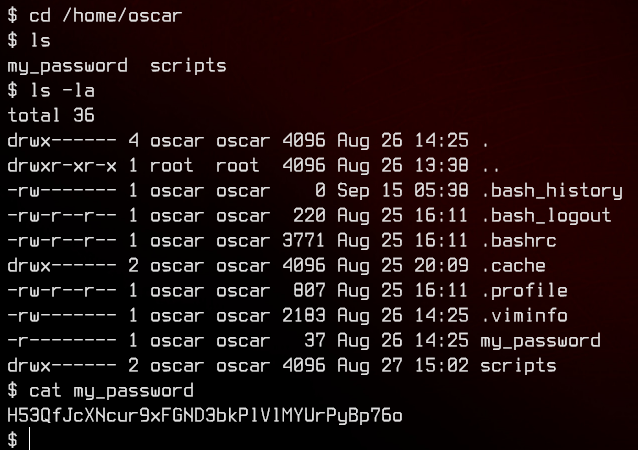 $ cd /home/oscar
$ ls
my_password  scripts
$ ls -la
total 36
drwx------ 4 oscar oscar 4096 Aug 26 14:25 .
drwxr-xr-x 1 root  root  4096 Aug 26 13:38 ..
-rw------- 1 oscar oscar    0 Sep 15 05:38 .bash_history
-rw-r--r-- 1 oscar oscar  220 Aug 25 16:11 .bash_logout
-rw-r--r-- 1 oscar oscar 3771 Aug 25 16:11 .bashrc
drwx------ 2 oscar oscar 4096 Aug 25 20:09 .cache
-rw-r--r-- 1 oscar oscar  807 Aug 25 16:11 .profile
-rw------- 1 oscar oscar 2183 Aug 26 14:25 .viminfo
-r-------- 1 oscar oscar   37 Aug 26 14:25 my_password
drwx------ 2 oscar oscar 4096 Aug 27 15:02 scripts
$ cat my_password
H53QfJcXNcur9xFGND3bkPlVlMYUrPyBp76o
$